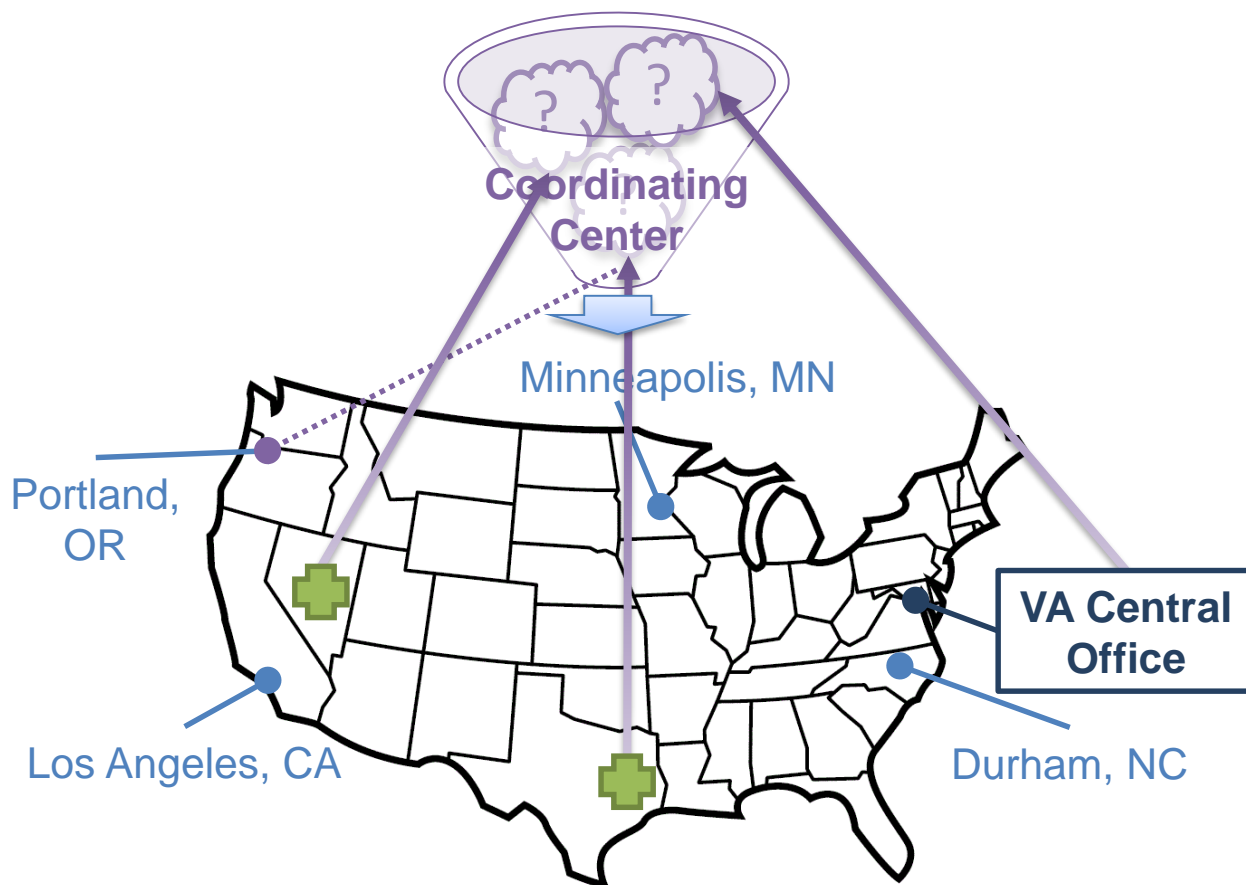 ?
?
?
Coordinating
Center
Minneapolis, MN
Portland,
OR
VA Central
Office
Los Angeles, CA
Durham, NC